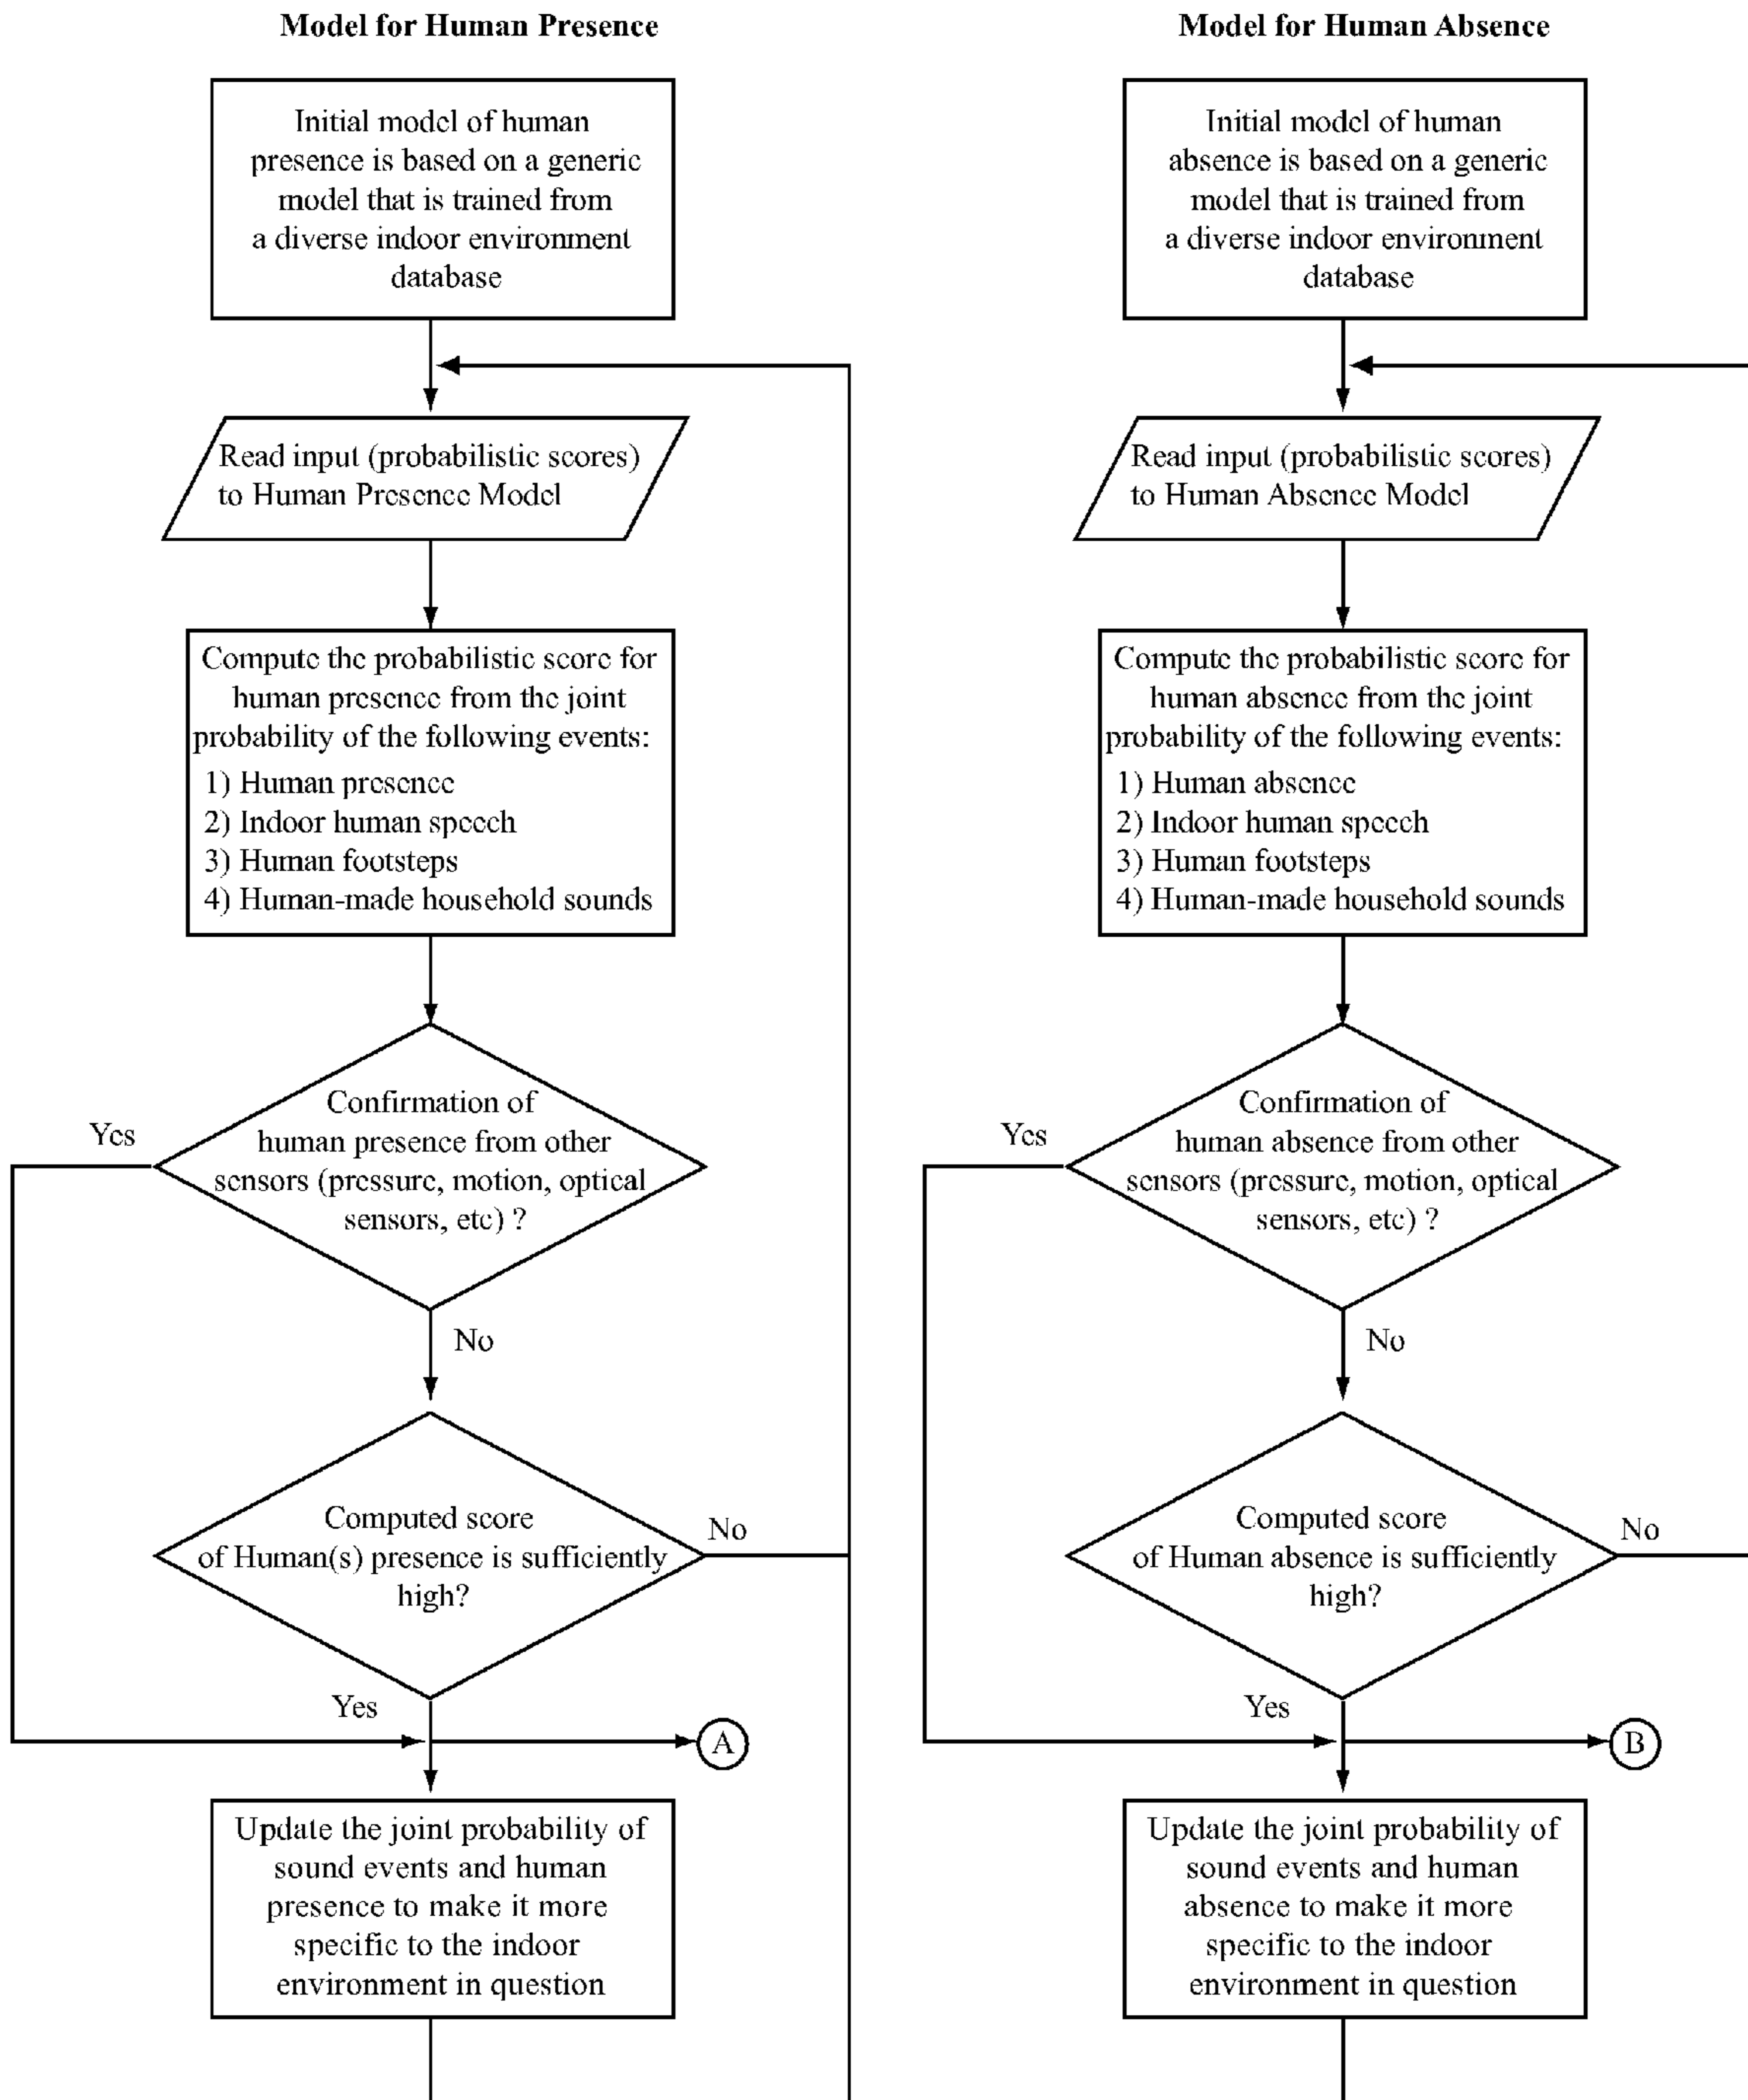 Model for Human Presence
Initial model of human
presence is based on a generic
model that is trained from
a diverse indoor environment
database
Read input (probabilistic scores)
to Human Presence Model
Compute the probabilistic score for
human presence from the joint
probability of the following events:
1) Human presence
2) Indoor human speech
3) Human footsteps
4) Human-made household sounds
Confirmation of
human presence from other
sensors (pressure, motion, optical
sensors, etc) ?
Yes
No
Computed score
of Human(s) presence is sufficiently
high?
No
Yes
A
Update the joint probability of
sound events and human
presence to make it more
specific to the indoor
environment in question
Model for Human Absence
Initial model of human
absence is based on a generic
model that is trained from
a diverse indoor environment
database
Read input (probabilistic scores)
to Human Absence Model
Compute the probabilistic score for
human absence from the joint
probability of the following events:
1) Human absence
2) Indoor human speech
3) Human footsteps
4) Human-made household sounds
Confirmation of
human absence from other
sensors (pressure, motion, optical
sensors, etc) ?
Yes
No
Computed score
of Human absence is sufficiently
high?
No
Yes
B
Update the joint probability of
sound events and human
absence to make it more
specific to the indoor
environment in question